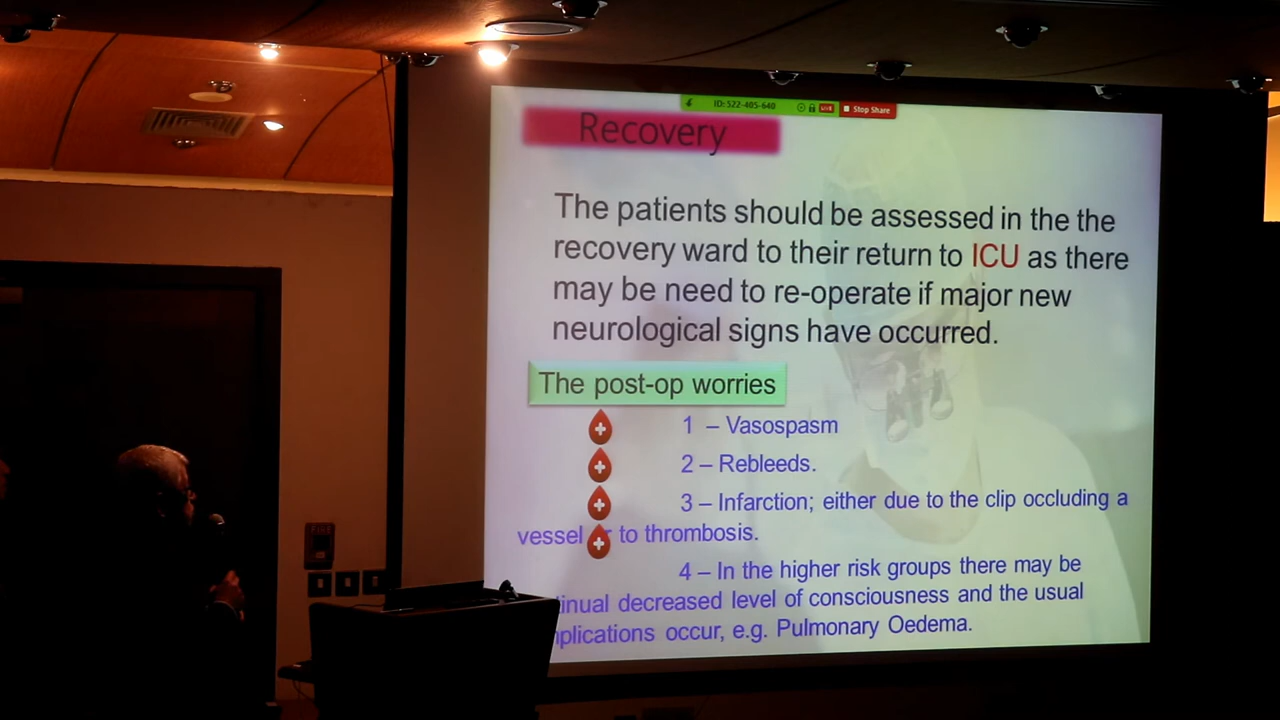 ID: 522-405-640 LIVE Stop Share
Recovery
The patients should be assessed in the the
recovery ward to their return to ICU as there
may be need to re-operate if major new
neurological signs have occurred.
The post-op worries
1 – Vasospasm
2 – Rebleeds.
3 – Infarction; either due to the clip occluding a
vessel to thrombosis.
4 – In the higher risk groups there may be
decreased level of consciousness and the usual
occur, e.g. Pulmonary Oedema.